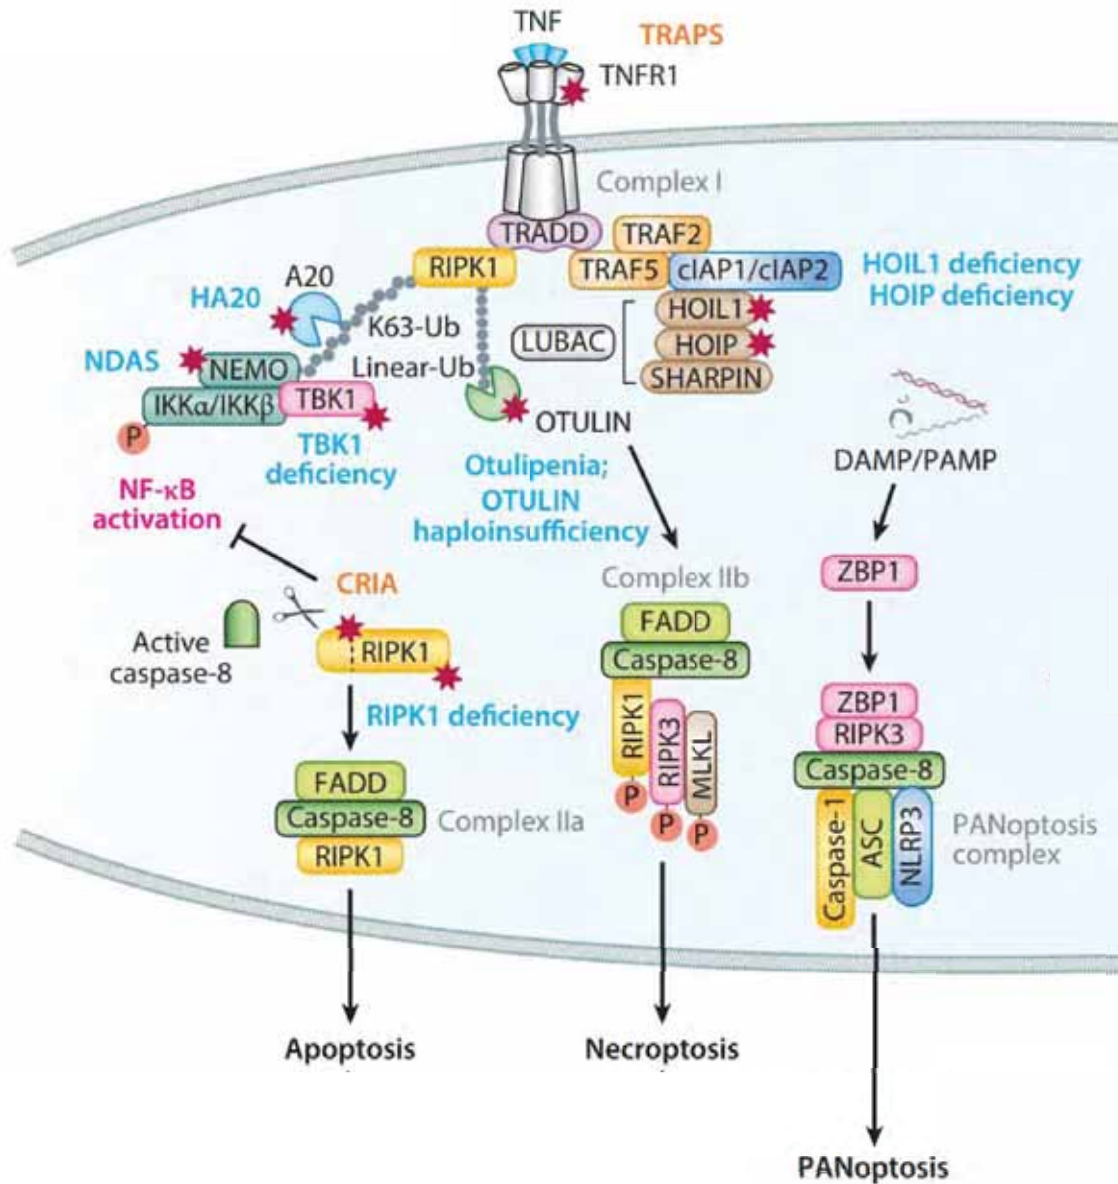 TNF
TRAPS
TNFR1
Complex I
TRADD
TRAF2
RIPK1
TRAF5
cIAP1/cIAP2
HOIL1 deficiency
HOIP deficiency
A20
HA20
K63-Ub
Linear-Ub
LUBAC
HOIL1
HOIP
SHARPIN
NDAS
NEMO
IKKα/IKKβ
TBK1
P
TBK1
deficiency
NF-κB
activation
OTULIN
Otulipenia;
OTULIN
haploinsufficiency
DAMP/PAMP
ZBP1
CRIA
Active
caspase-8
RIPK1
RIPK1 deficiency
FADD
Caspase-8
RIPK1
Complex IIa
Apoptosis
Complex IIb
FADD
Caspase-8
RIPK1
RIPK3
MLKL
P
P
P
Necroptosis
ZBP1
RIPK3
Caspase-8
Caspase-1
ASC
NLRP3
PANoptosis
complex
PANoptosis